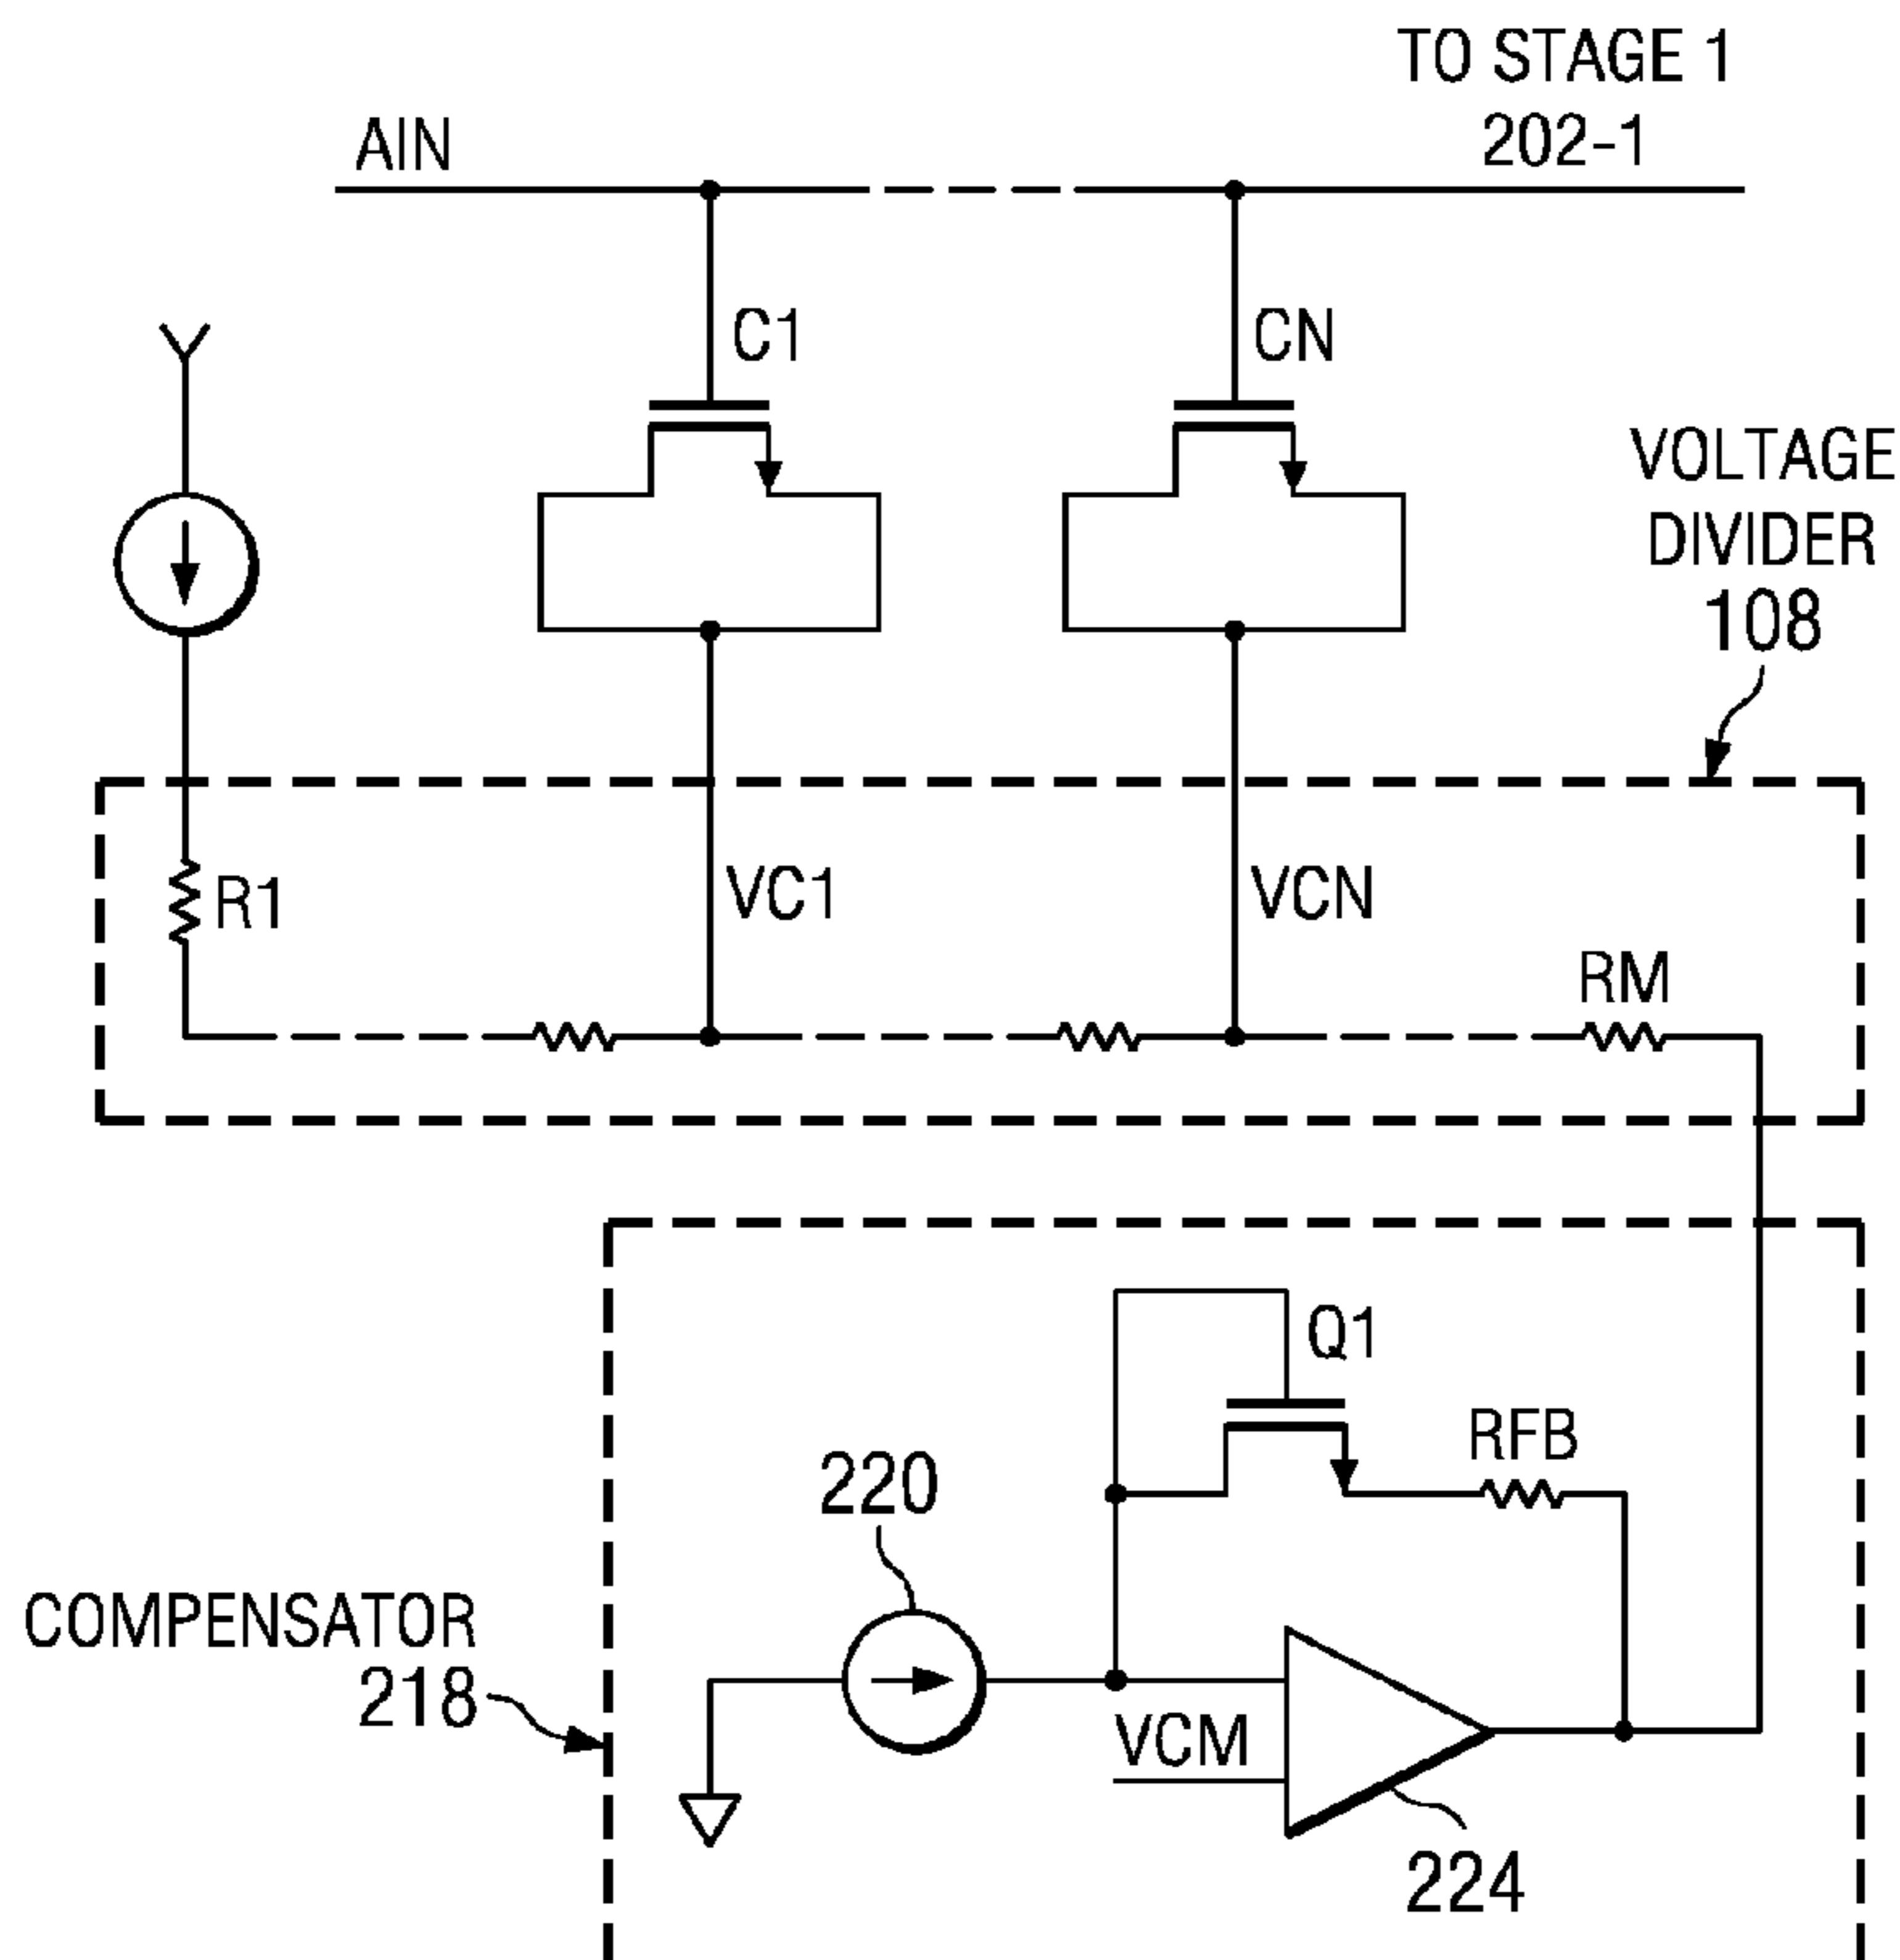 TO STAGE 1
202-1
AIN
C1
CN
VOLTAGE
DIVIDER
108
R1
VC1
VCN
RM
Q1
RFB
220
COMPENSATOR
218
VCM
224